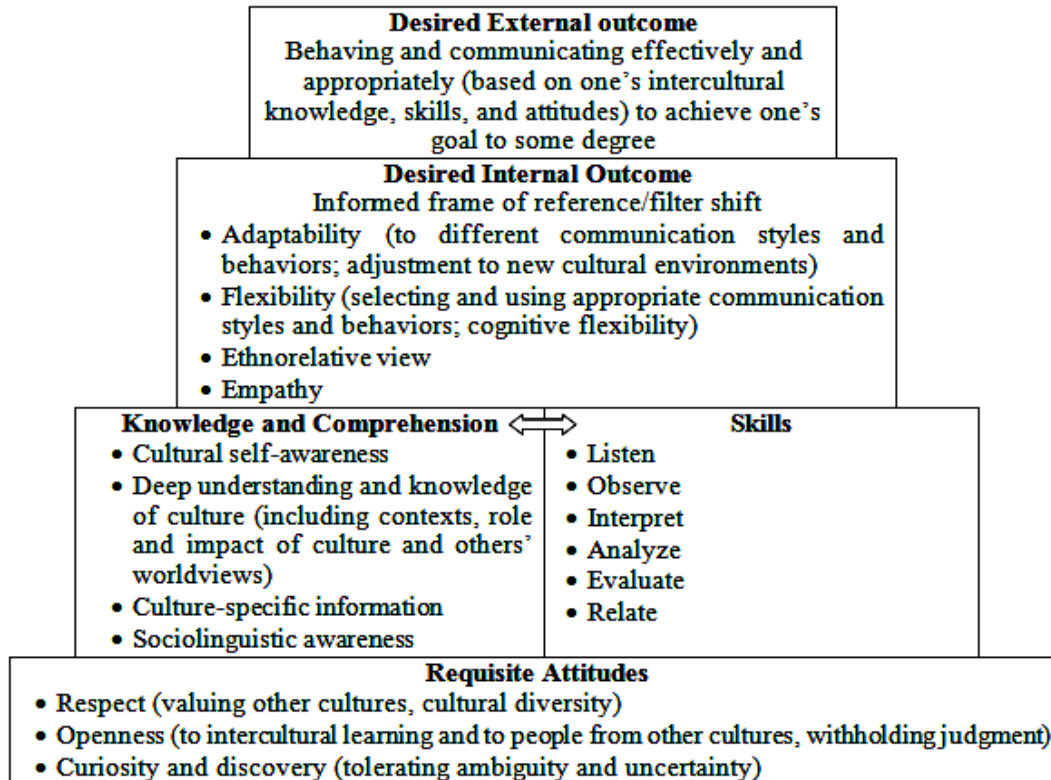 Desired External outcome
Behaving and communicating effectively and
appropriately (based on one's intercultural
knowledge, skills, and attitudes) to achieve one's
goal to some degree
Desired Internal Outcome
Informed frame of reference/filter shift
• Adaptability (to different communication styles and
behaviors; adjustment to new cultural environments)
• Flexibility (selecting and using appropriate communication
styles and behaviors; cognitive flexibility)
• Ethnorelative view
• Empathy
Knowledge and Comprehension
• Cultural self-awareness
• Deep understanding and knowledge
of culture (including contexts, role
and impact of culture and others'
worldviews)
• Culture-specific information
• Sociolinguistic awareness
Skills
• Listen
• Observe
• Interpret
• Analyze
• Evaluate
• Relate
Requisite Attitudes
• Respect (valuing other cultures, cultural diversity)
• Openness (to intercultural learning and to people from other cultures, withholding judgment)
• Curiosity and discovery (tolerating ambiguity and uncertainty)